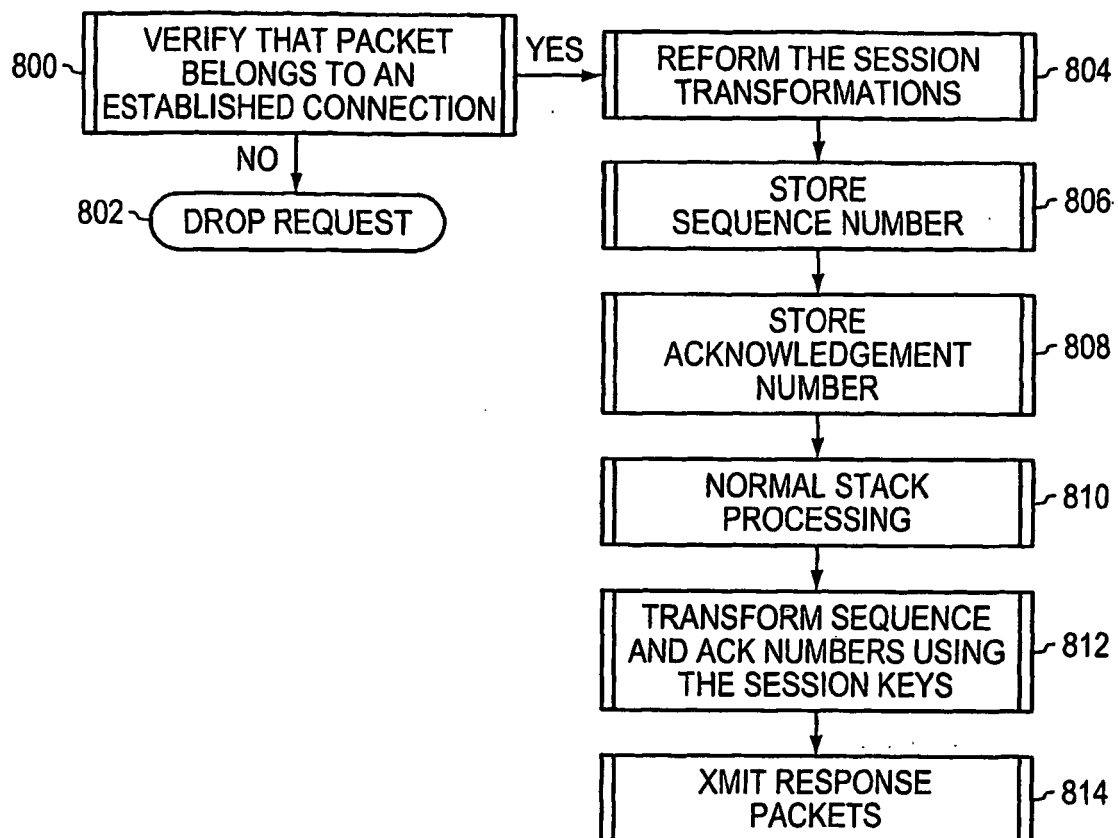 800
VERIFY THAT PACKET
BELONGS TO AN
ESTABLISHED CONNECTION
YES
NO
802
DROP REQUEST
REFORM THE SESSION
TRANSFORMATIONS
804
STORE
SEQUENCE NUMBER
806
STORE
ACKNOWLEDGEMENT
NUMBER
808
NORMAL STACK
PROCESSING
810
TRANSFORM SEQUENCE
AND ACK NUMBERS USING
THE SESSION KEYS
812
XMIT RESPONSE
PACKETS
814